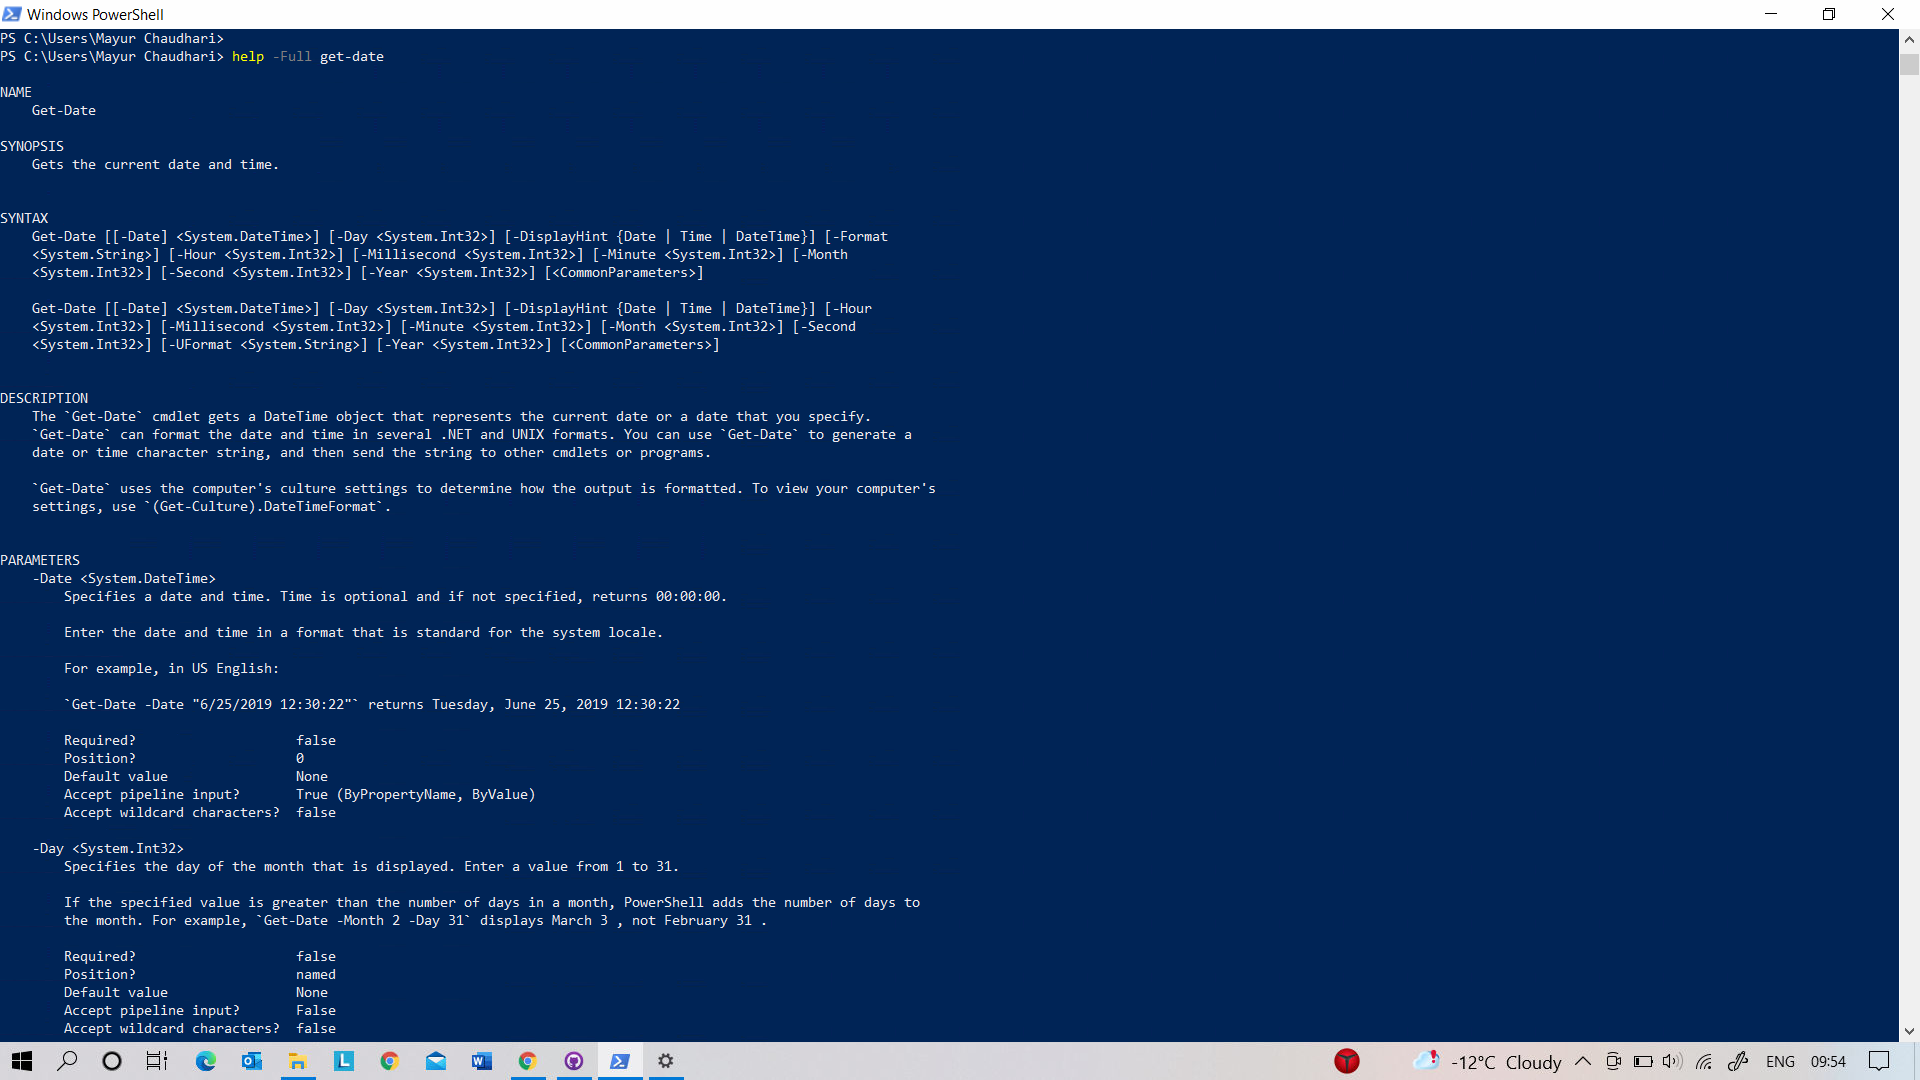 Windows PowerShell
PS C:\Users\Mayur Chaudhari>
PS C:\Users\Mayur Chaudhari> help -Full get-date
NAME
Get-Date
SYNOPSIS
Gets the current date and time.
SYNTAX
Get-Date [[-Date] <System.DateTime>] [-Day <System.Int32>] [-DisplayHint {Date | Time | DateTime}] [-Format
<System.String>] [-Hour <System.Int32>] [-Millisecond <System.Int32>] [-Minute <System.Int32>] [-Month
<System.Int32>] [-Second <System.Int32>] [-Year <System.Int32>] [<CommonParameters>]
Get-Date [[-Date] <System.DateTime>] [-Day <System.Int32>] [-DisplayHint {Date | Time | DateTime}] [-Hour
<System.Int32>] [-Millisecond <System.Int32>] [-Minute <System.Int32>] [-Month <System.Int32>] [-Second
<System.Int32>] [-UFormat <System.String>] [-Year <System.Int32>] [<CommonParameters>]
DESCRIPTION
The `Get-Date` cmdlet gets a DateTime object that represents the current date or a date that you specify.
`Get-Date` can format the date and time in several .NET and UNIX formats. You can use `Get-Date` to generate a
date or time character string, and then send the string to other cmdlets or programs.
`Get-Date` uses the computer's culture settings to determine how the output is formatted. To view your computer's
settings, use `(Get-Culture).DateTimeFormat`.
PARAMETERS
-Date <System.DateTime>
Specifies a date and time. Time is optional and if not specified, returns 00:00:00.
Enter the date and time in a format that is standard for the system locale.
For example, in US English:
`Get-Date -Date "6/25/2019 12:30:22"` returns Tuesday, June 25, 2019 12:30:22
Required? false
Position? 0
Default value None
Accept pipeline input? True (ByPropertyName, ByValue)
Accept wildcard characters? false
-Day <System.Int32>
Specifies the day of the month that is displayed. Enter a value from 1 to 31.
If the specified value is greater than the number of days in a month, PowerShell adds the number of days to
the month. For example, `Get-Date -Month 2 -Day 31` displays March 3 , not February 31 .
Required? false
Position? named
Default value None
Accept pipeline input? False
Accept wildcard characters? false
-12°C Cloudy ENG 09:54